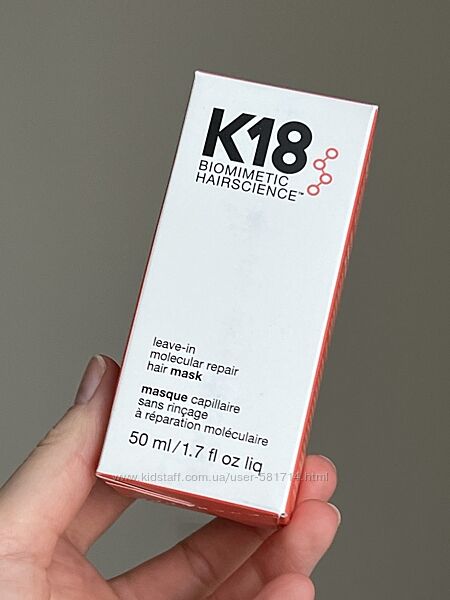 K18
BIOMIMETIC
HAIRSCIENCE™
leave-in
molecular repair
hair mask
masque capillaire
sans rinçage
à réparation moléculaire
50 ml/1.7 fl oz liq
www.kidstaff.com.ua/user-581714.html